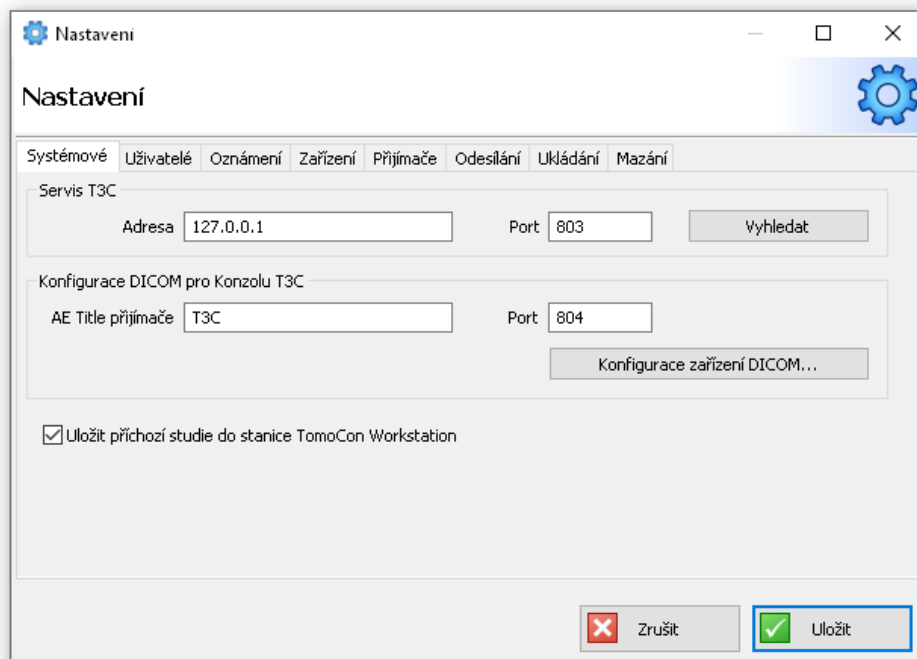 Nastavení
Nastavení
Systémové Uživatelé Oznámení Zařízení Přijímače Odesílání Ukládání Mazání
Servis T3C
Adresa 127.0.0.1 Port 803 Vyhledat
Konfigurace DICOM pro Konzolu T3C
AE Title přijímače T3C Port 804
Konfigurace zařízení DICOM...
Uložit příchozí studie do stanice TomoCon Workstation
Zrušit Uložit